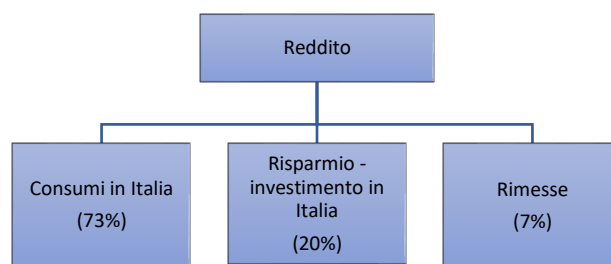 Reddito
Consumi in Italia
(73%)
Risparmio -
investimento in
Italia
(20%)
Rimesse
(7%)